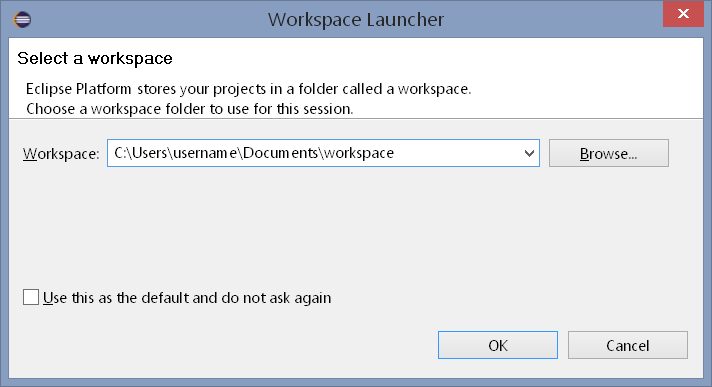 Workspace Launcher
Select a workspace
Eclipse Platform stores your projects in a folder called a workspace.
Choose a workspace folder to use for this session.
Workspace: C:\Users\username\Documents\workspace Browse...
Use this as the default and do not ask again
OK Cancel